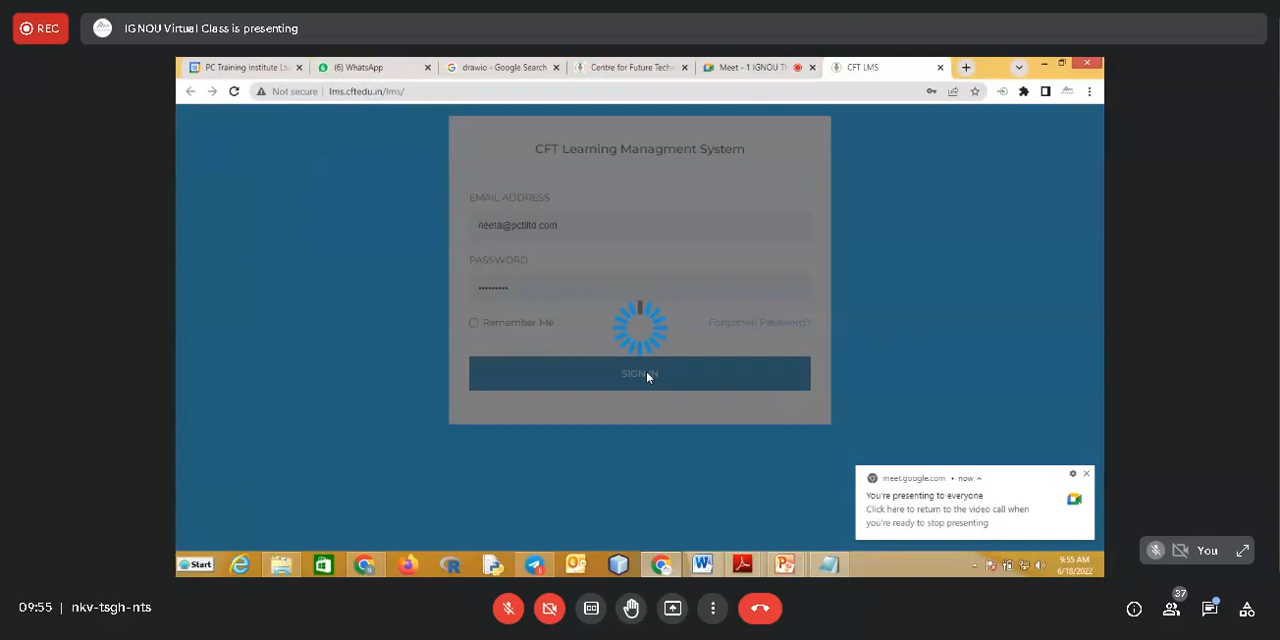 REC
IGNOU Virtual Class is presenting
PC Training Institute Lt
(6) WhatsApp
drawio - Google Search
Centre for Future Tech
Meet - 1 IGNOU T
CFT LMS
Not secure
lms.cftedu.in/lms/
CFT Learning Managment System
EMAIL ADDRESS
neeta@pctiltd.com
PASSWORD
Remember Me
Forgotten Password?
SIGN IN
meet.google.com • now
You're presenting to everyone
Click here to return to the video call when
you're ready to stop presenting
Start
9:55 AM
6/18/2022
You
09:55 | nkv-tsgh-nts
37